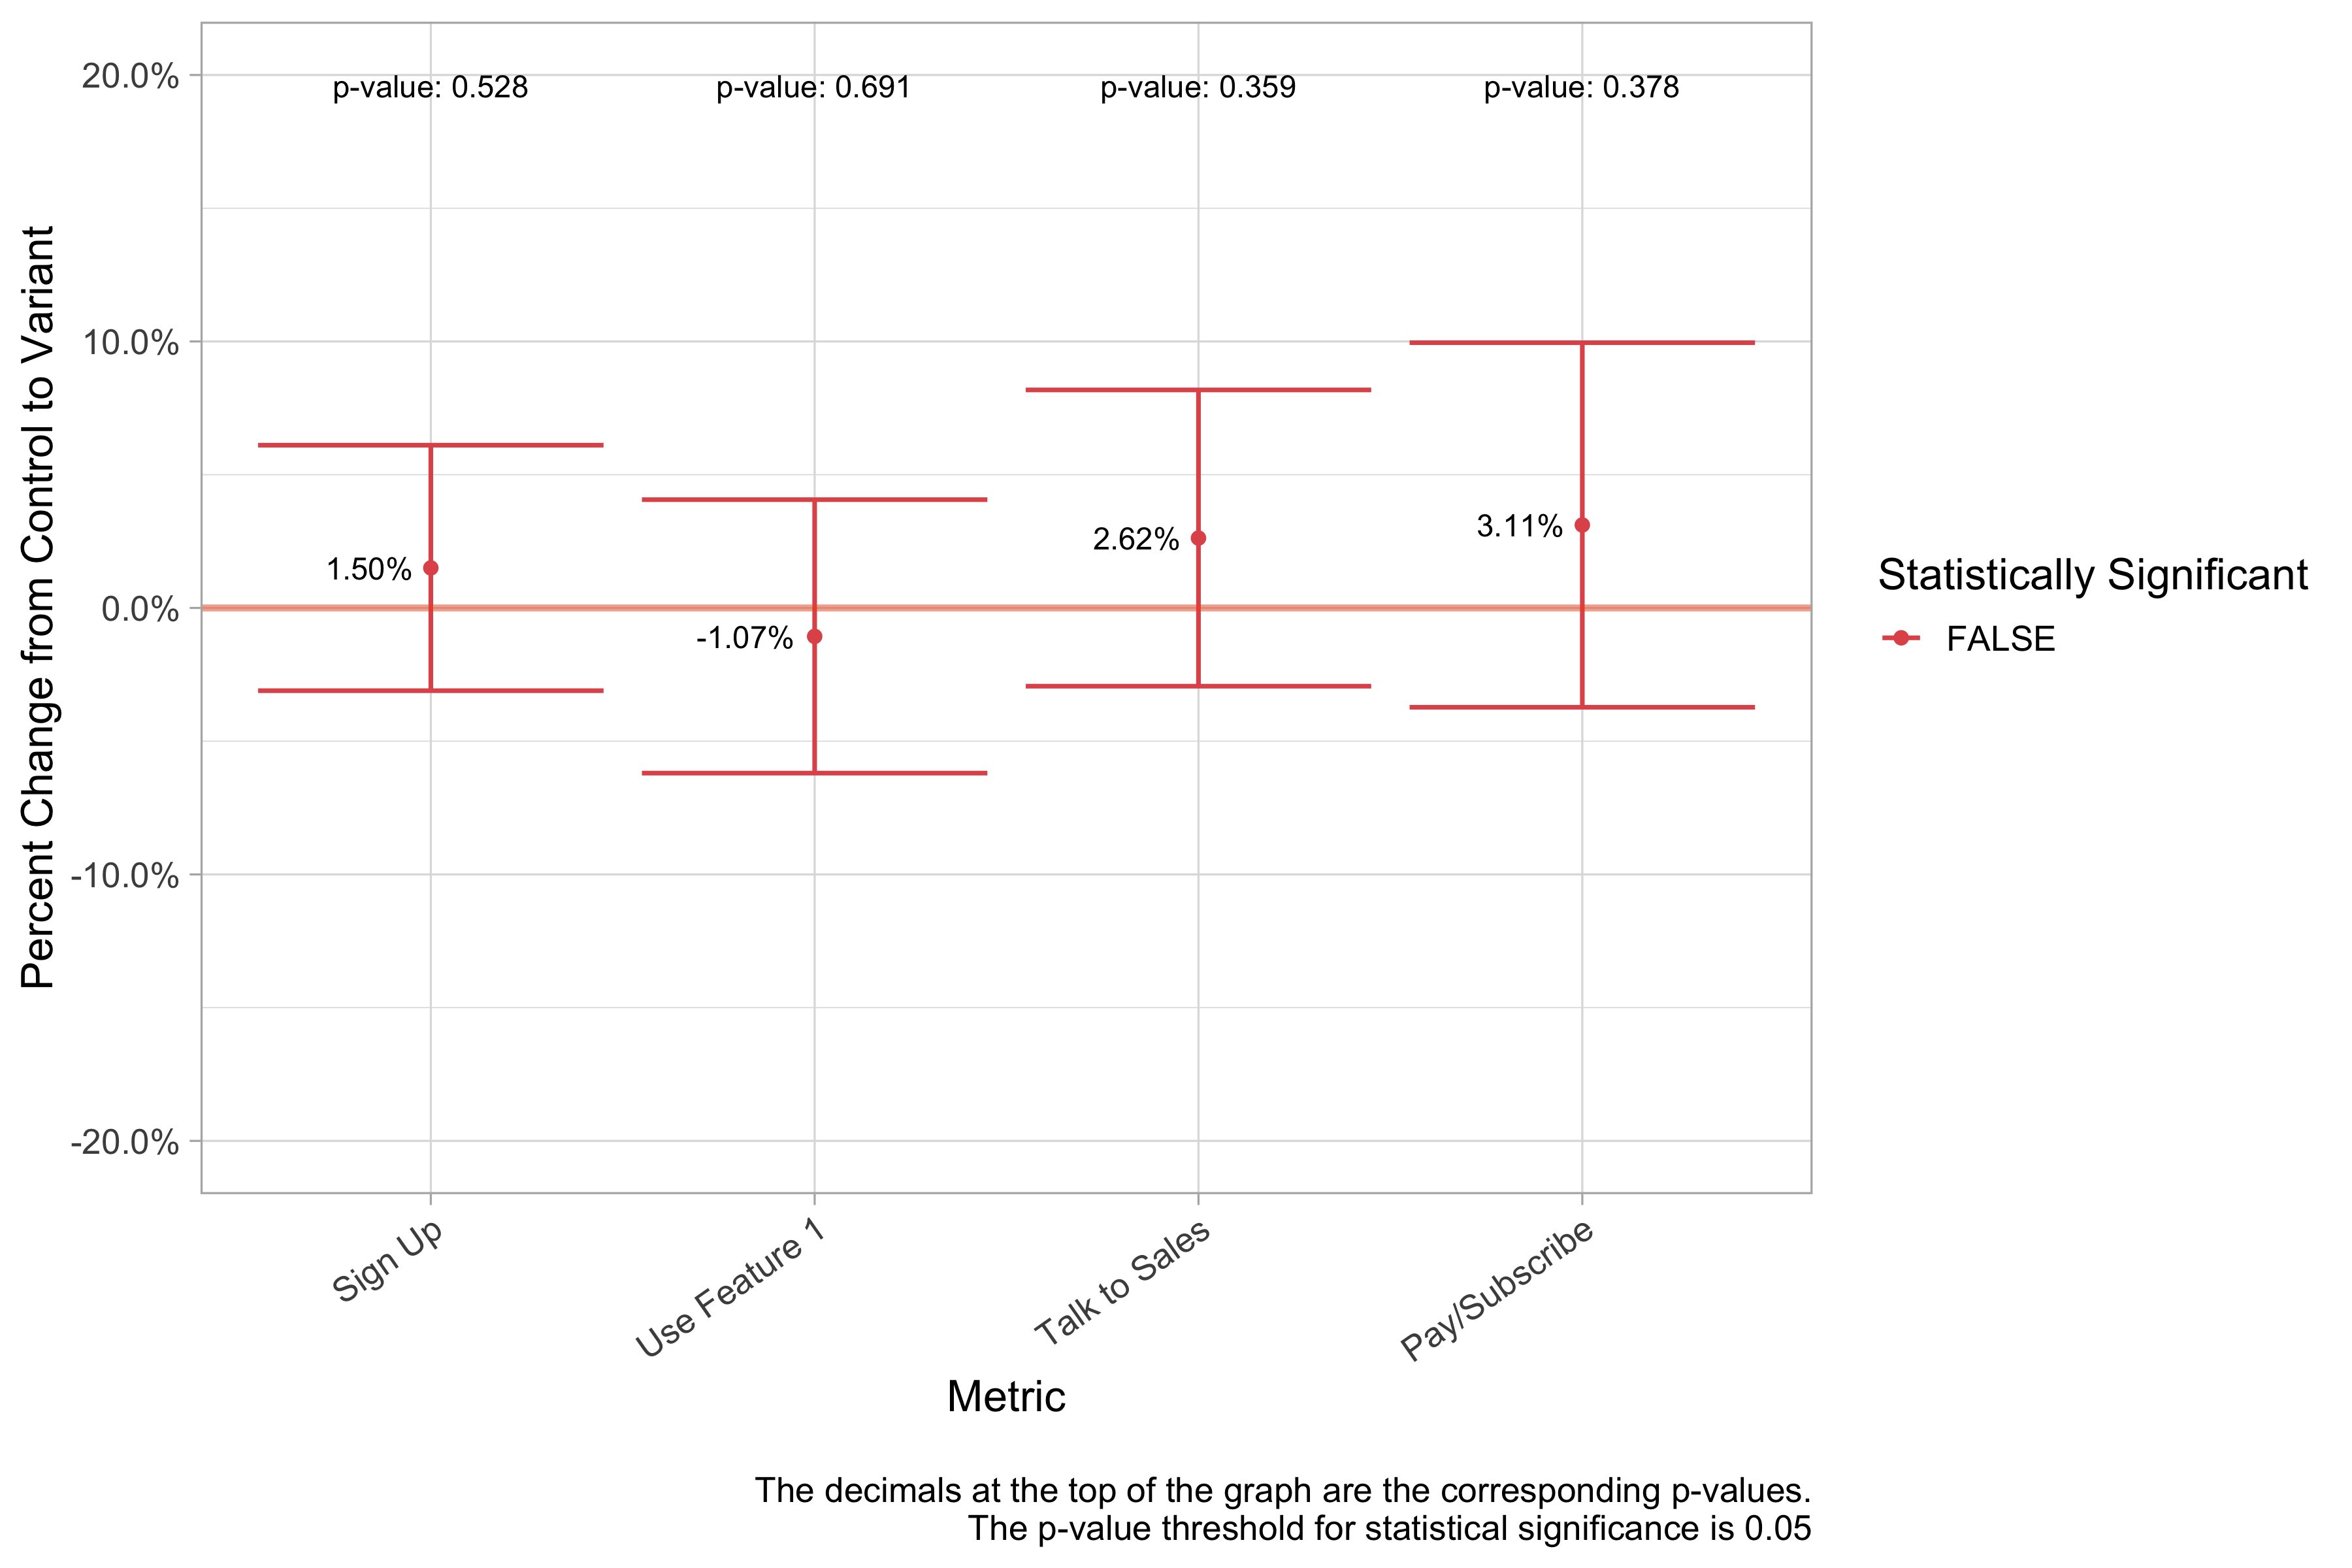 Percent Change from Control to Variant
20.0%
10.0%
0.0%
-10.0%
-20.0%
p-value: 0.528
p-value: 0.691
p-value: 0.359
p-value: 0.378
1.50%
-1.07%
2.62%
3.11%
Statistically Significant
FALSE
Sign Up
Use Feature 1
Talk to Sales
Pay/Subscribe
Metric
The decimals at the top of the graph are the corresponding p-values.
The p-value threshold for statistical significance is 0.05